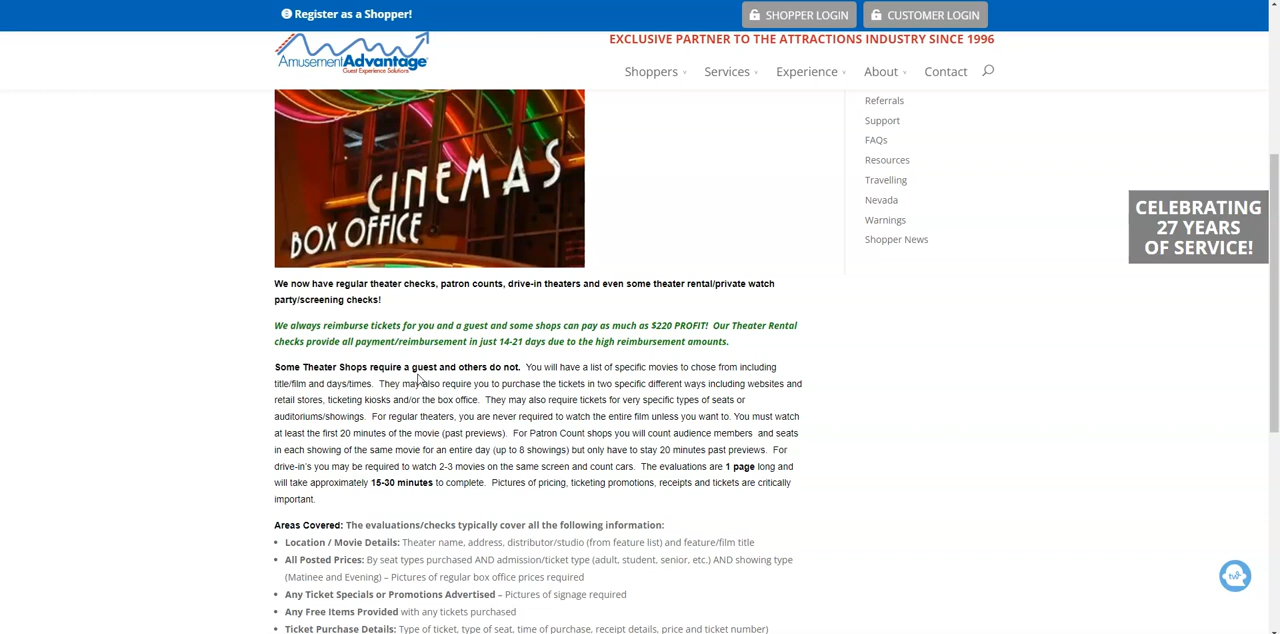 Register as a Shopper!
SHOPPER LOGIN
CUSTOMER LOGIN
EXCLUSIVE PARTNER TO THE ATTRACTIONS INDUSTRY SINCE 1996
AmusementAdvantage
Guest Experience Solutions
Shoppers
Services
Experience
About
Contact
CINEMAS
BOX OFFICE
Referrals
Support
FAQs
Resources
Travelling
Nevada
Warnings
Shopper News
CELEBRATING
27 YEARS
OF SERVICE!
We now have regular theater checks, patron counts, drive-in theaters and even some theater rental/private watch
party/screening checks!
We always reimburse tickets for you and a guest and some shops can pay as much as $220 PROFIT! Our Theater Rental
checks provide all payment/reimbursement in just 14-21 days due to the high reimbursement amounts.
Some Theater Shops require a guest and others do not. You will have a list of specific movies to chose from including
title/film and days/times. They may also require you to purchase the tickets in two specific different ways including websites and
retail stores, ticketing kiosks and/or the box office. They may also require tickets for very specific types of seats or
auditoriums/showings. For regular theaters, you are never required to watch the entire film unless you want to. You must watch
at least the first 20 minutes of the movie (past previews). For Patron Count shops you will count audience members and seats
in each showing of the same movie for an entire day (up to 8 showings) but only have to stay 20 minutes past previews. For
drive-in's you may be required to watch 2-3 movies on the same screen and count cars. The evaluations are 1 page long and
will take approximately 15-30 minutes to complete. Pictures of pricing, ticketing promotions, receipts and tickets are critically
important.
Areas Covered: The evaluations/checks typically cover all the following information:
Location / Movie Details: Theater name, address, distributor/studio (from feature list) and feature/film title
All Posted Prices: By seat types purchased AND admission/ticket type (adult, student, senior, etc.) AND showing type
(Matinee and Evening) – Pictures of regular box office prices required
Any Ticket Specials or Promotions Advertised – Pictures of signage required
Any Free Items Provided with any tickets purchased
Ticket Purchase Details: Type of ticket, type of seat, time of purchase, receipt details, price and ticket number)